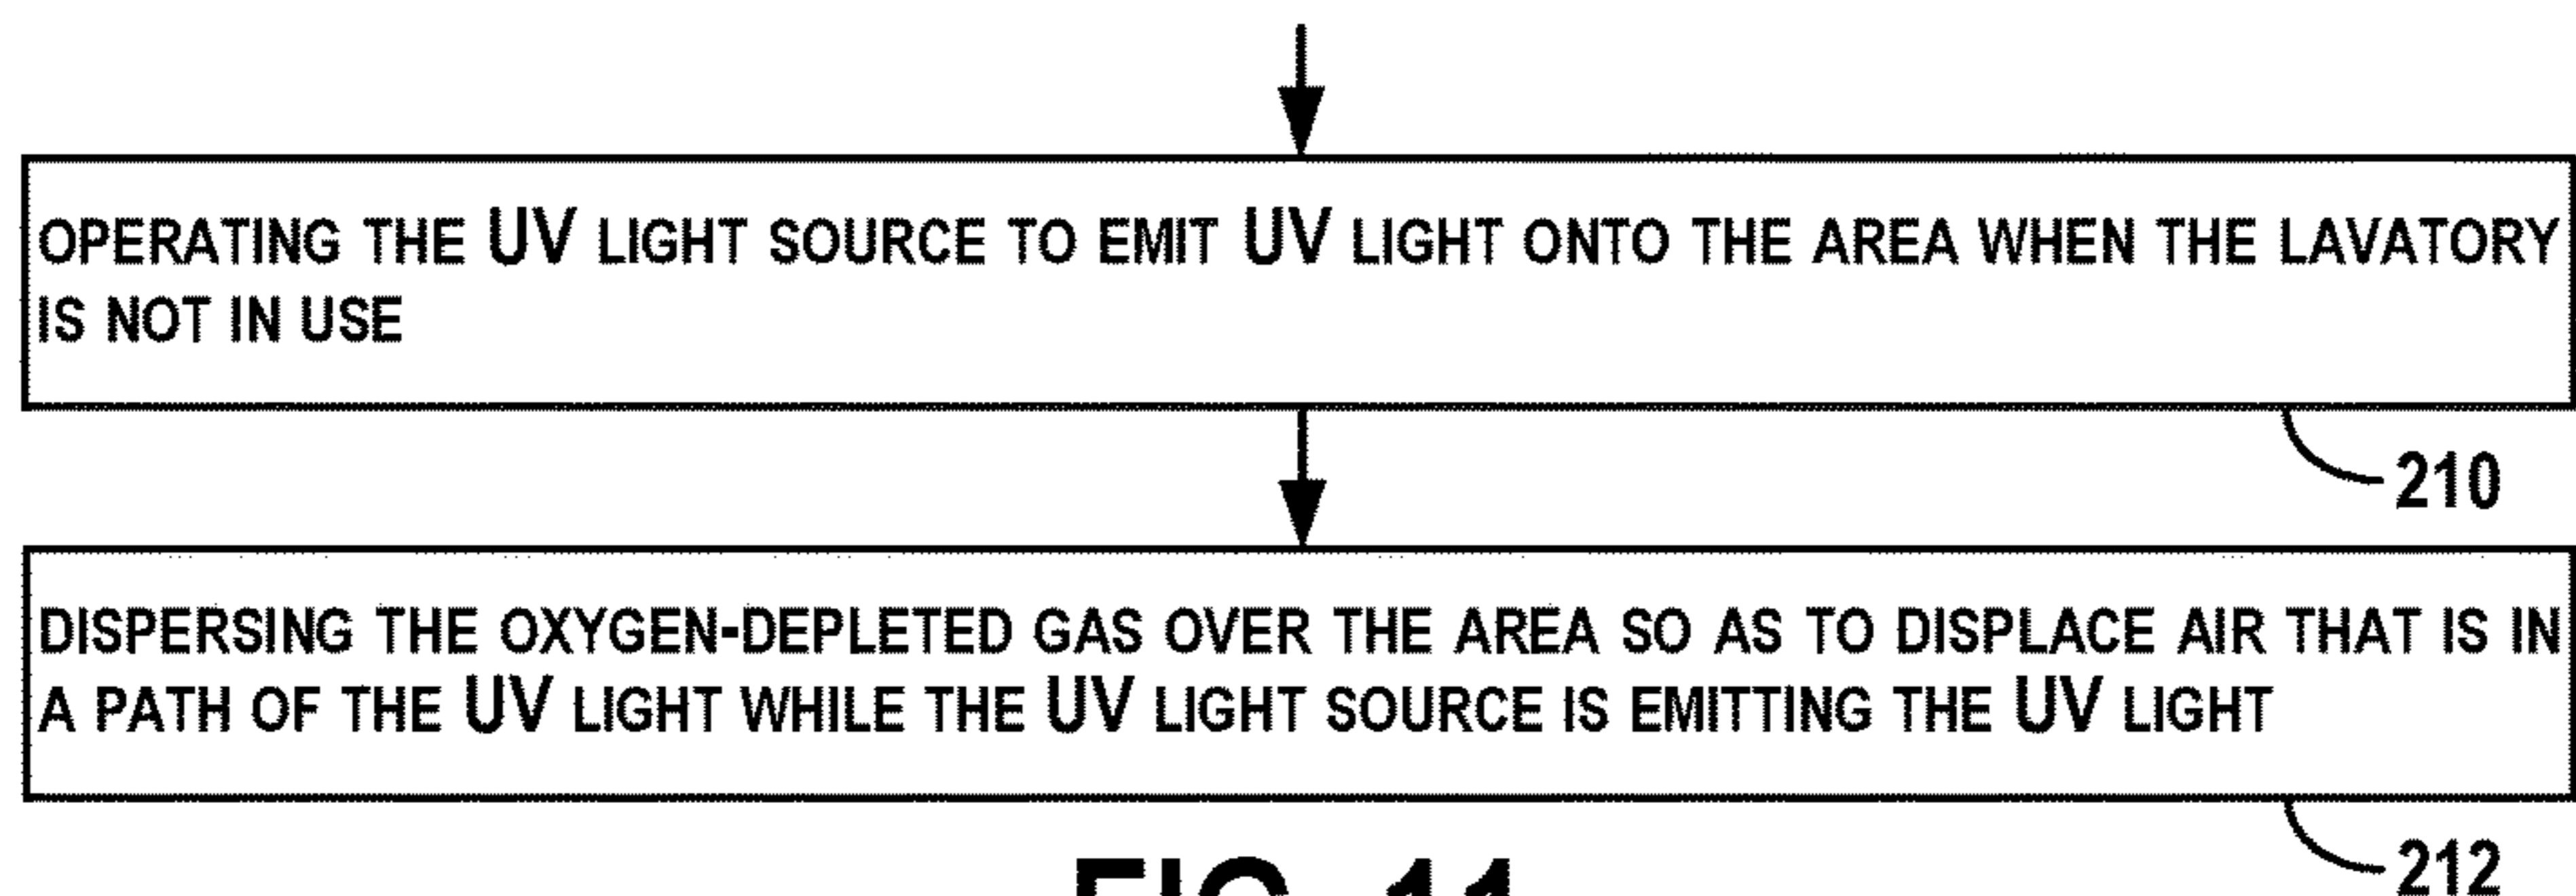 OPERATING THE UV LIGHT SOURCE TO EMIT UV LIGHT ONTO THE AREA WHEN THE LAVATORY
IS NOT IN USE
210
DISPERSING THE OXYGEN-DEPLETED GAS OVER THE AREA SO AS TO DISPLACE AIR THAT IS IN
A PATH OF THE UV LIGHT WHILE THE UV LIGHT SOURCE IS EMITTING THE UV LIGHT
212
FIG. 11